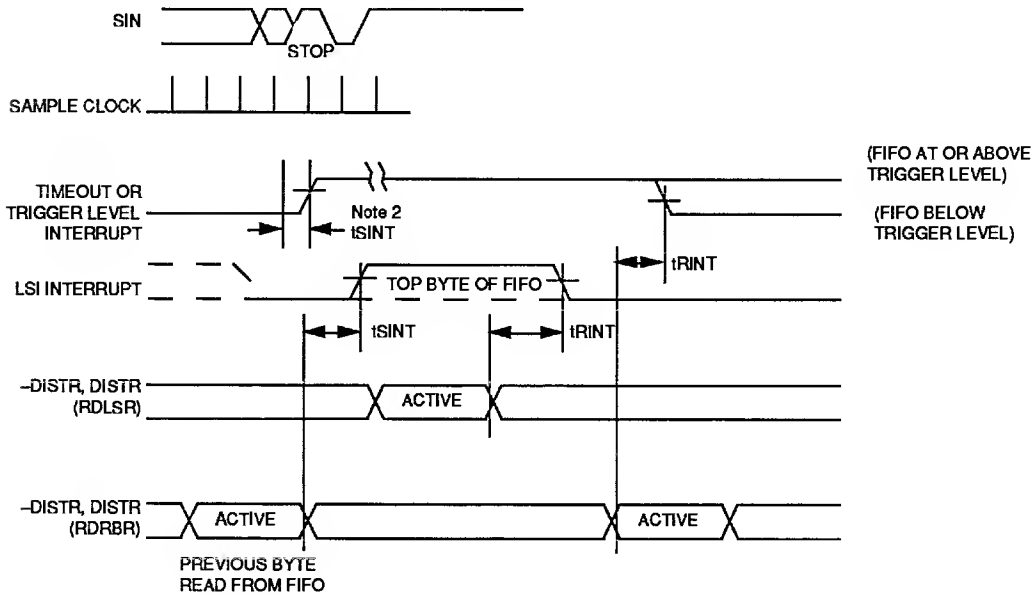 SIN
STOP
SAMPLE CLOCK
(FIFO AT OR ABOVE
TRIGGER LEVEL)
TIMEOUT OR
TRIGGER LEVEL
INTERRUPT
Note 2
tSINT
(FIFO BELOW
TRIGGER LEVEL)
tRINT
LSI INTERRUPT
TOP BYTE OF FIFO
tSINT
tRINT
–DISTR, DISTR
(RDLSR)
ACTIVE
–DISTR, DISTR
(RDRBR)
ACTIVE
ACTIVE
PREVIOUS BYTE
READ FROM FIFO